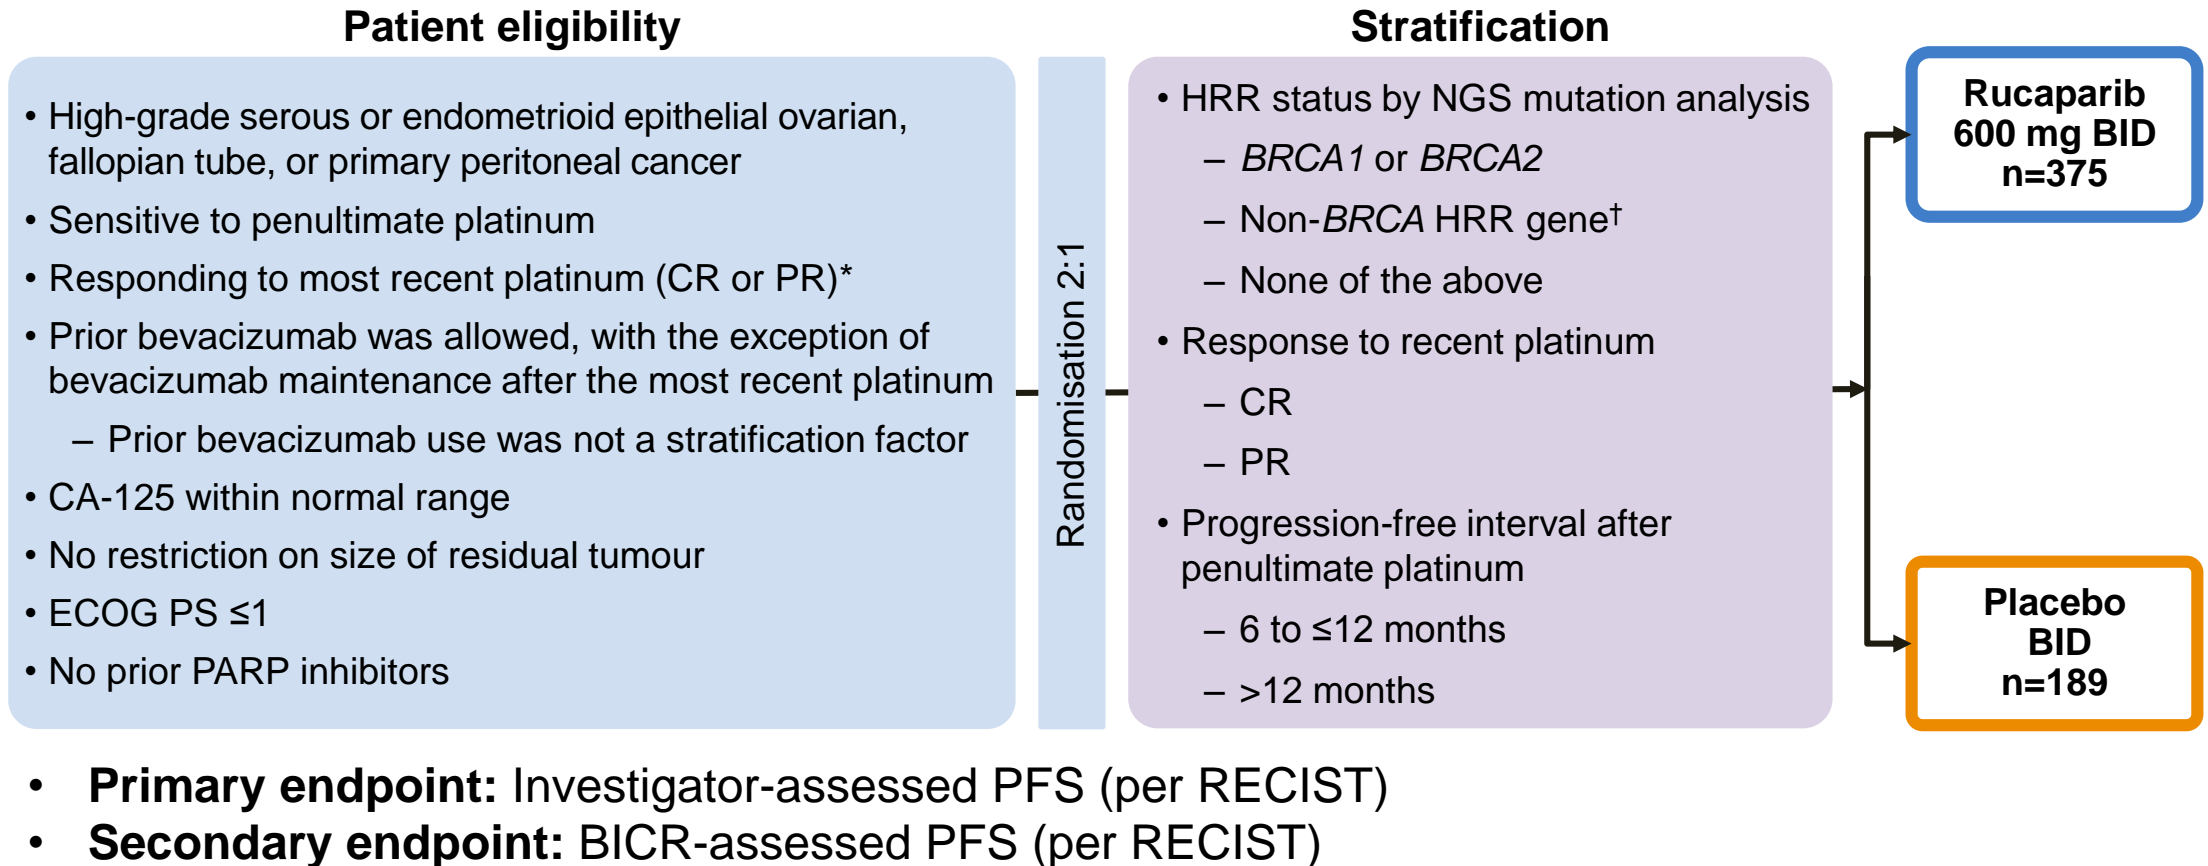 Patient eligibility
• High-grade serous or endometrioid epithelial ovarian,
fallopian tube, or primary peritoneal cancer
• Sensitive to penultimate platinum
• Responding to most recent platinum (CR or PR)*
• Prior bevacizumab was allowed, with the exception of
bevacizumab maintenance after the most recent platinum
– Prior bevacizumab use was not a stratification factor
• CA-125 within normal range
• No restriction on size of residual tumour
• ECOG PS ≤1
• No prior PARP inhibitors
Randomisation 2:1
Stratification
• HRR status by NGS mutation analysis
– BRCA1 or BRCA2
– Non-BRCA HRR gene†
– None of the above
• Response to recent platinum
– CR
– PR
• Progression-free interval after
penultimate platinum
– 6 to ≤12 months
– >12 months
Rucaparib
600 mg BID
n=375
Placebo
BID
n=189
• Primary endpoint: Investigator-assessed PFS (per RECIST)
• Secondary endpoint: BICR-assessed PFS (per RECIST)